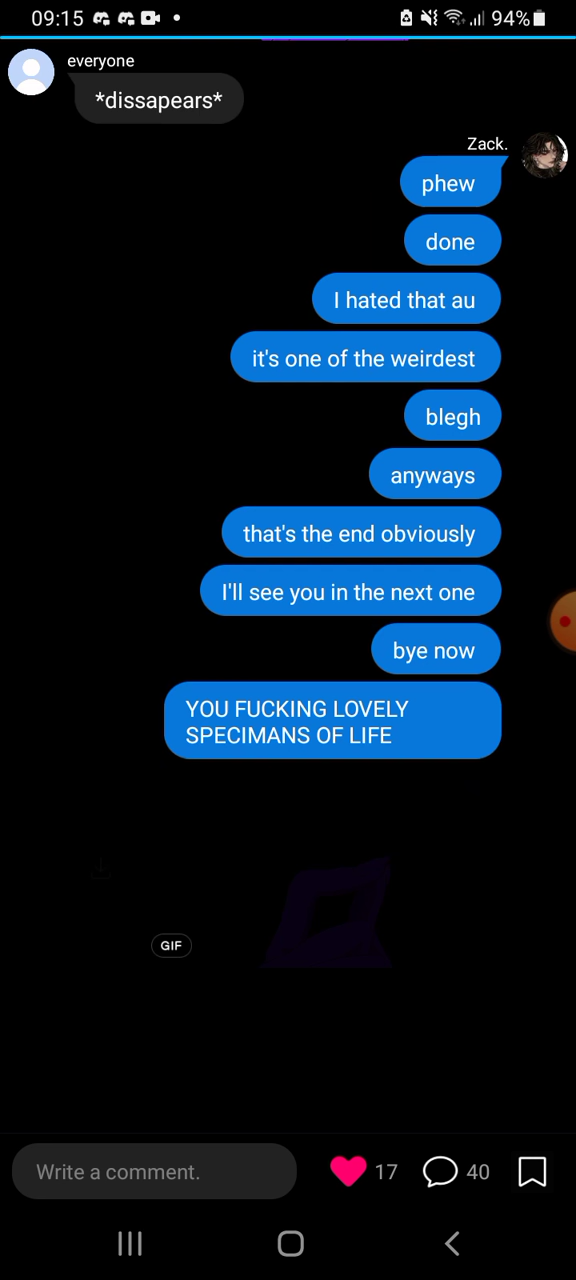 09:15
94%
everyone
*dissapears*
Zack.
phew
done
I hated that au
it's one of the weirdest
blegh
anyways
that's the end obviously
I'll see you in the next one
bye now
YOU FUCKING LOVELY
SPECIMANS OF LIFE
GIF
Write a comment.
17
40